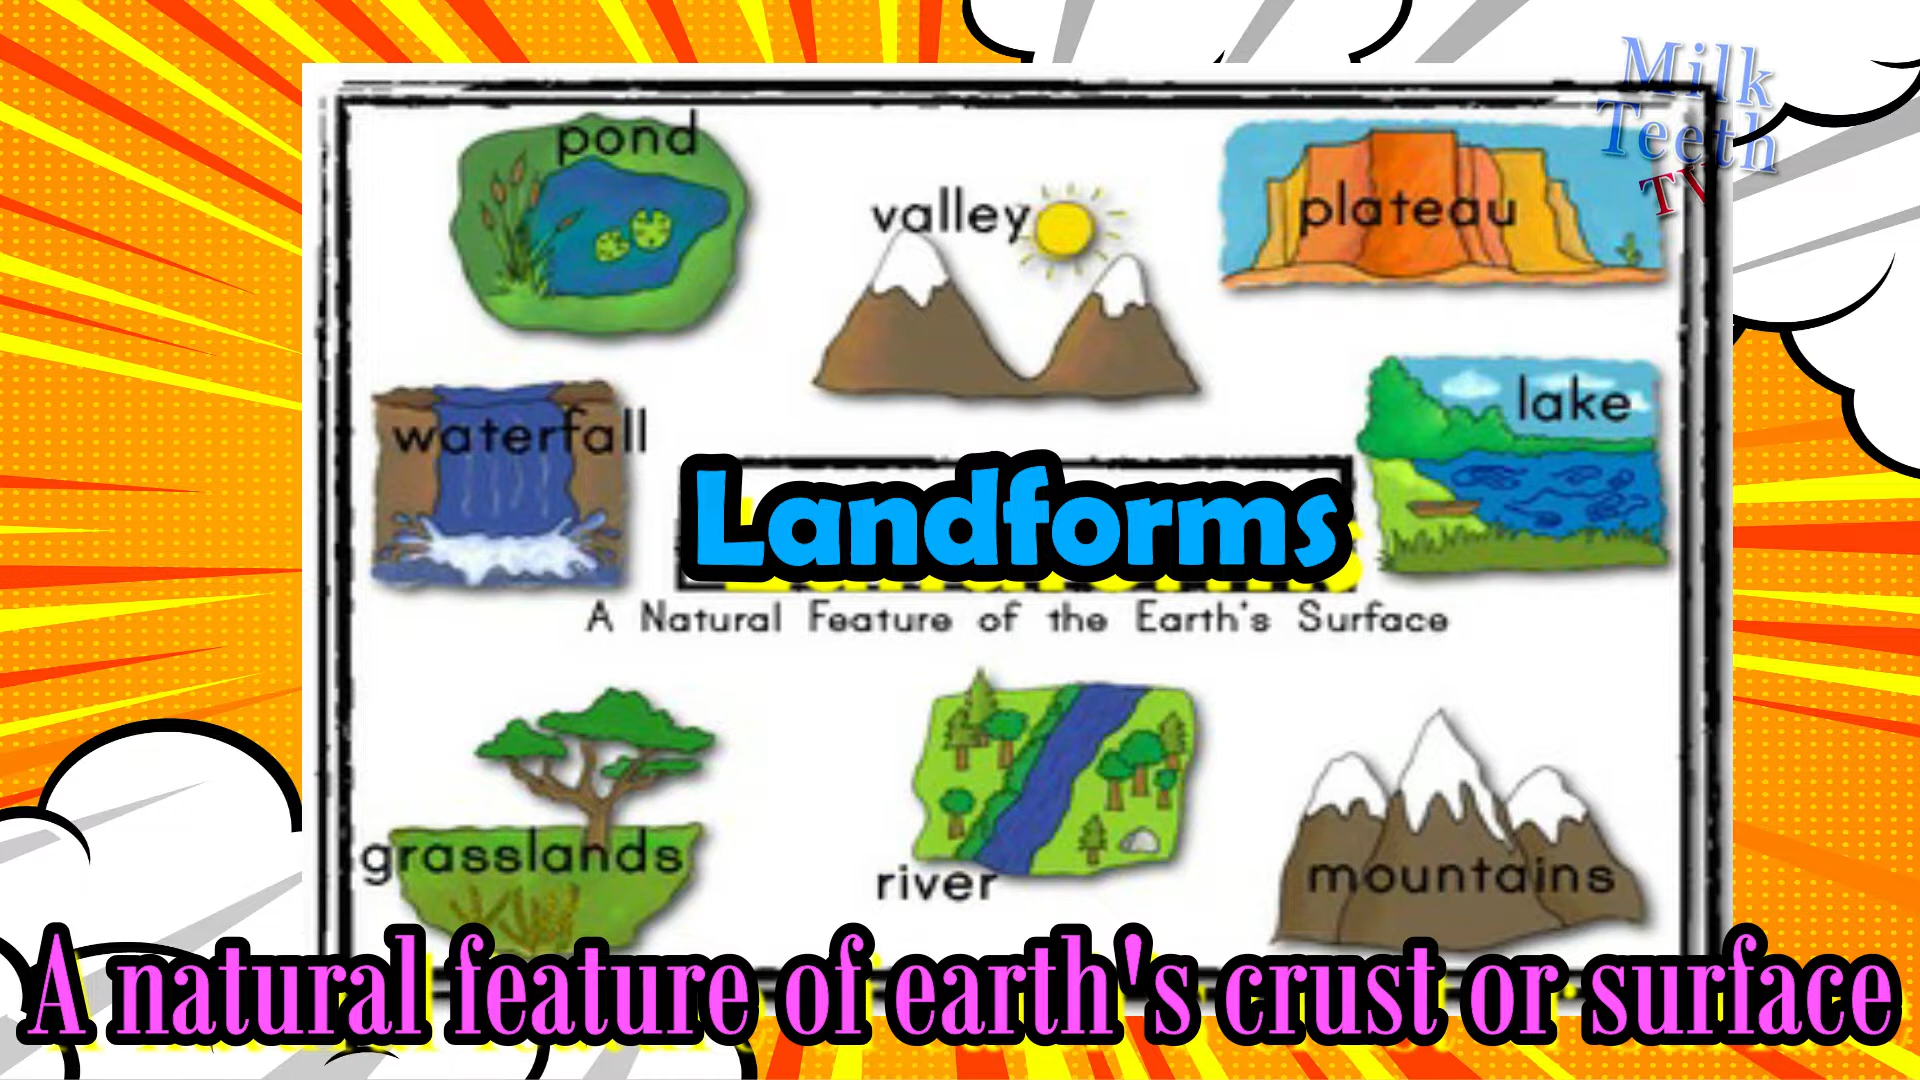 Milk
Teeth
TV
pond
valley
plateau
waterfall
lake
Landforms
A Natural Feature of the Earth's Surface
grasslands
river
mountains
A natural feature of earth's crust or surface